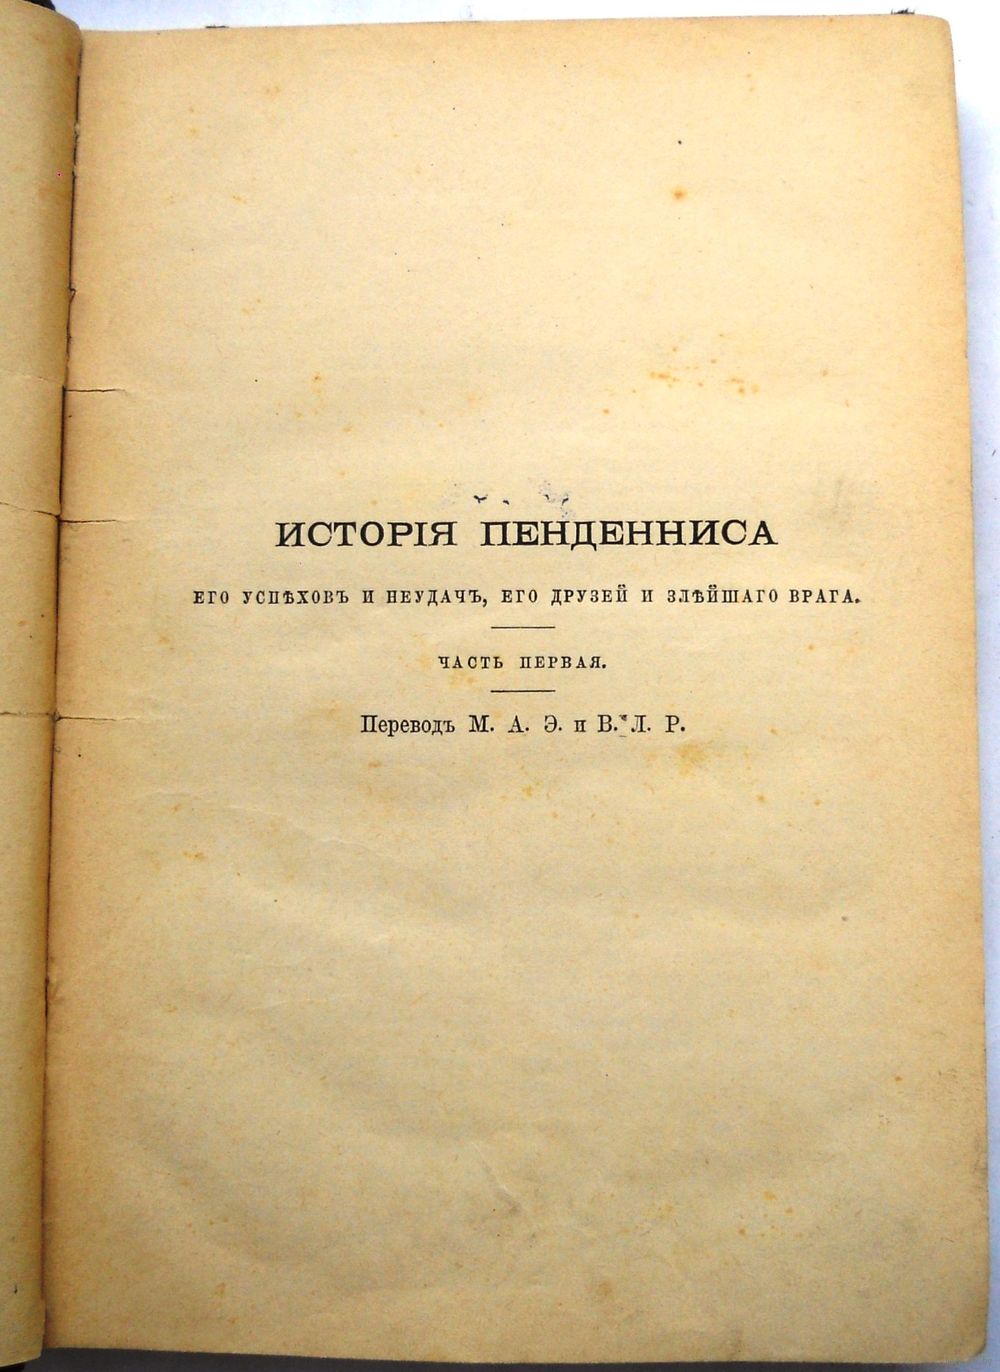 ИСТОРІЯ ПЕНДЕННИСА
ЕГО УСПѢХОВЪ И НЕУДАЧЪ, ЕГО ДРУЗЕЙ И ЗЛѢЙШАГО ВРАГА.
ЧАСТЬ ПЕРВАЯ.
Переводъ М. А. Э. и В. Л. Р.